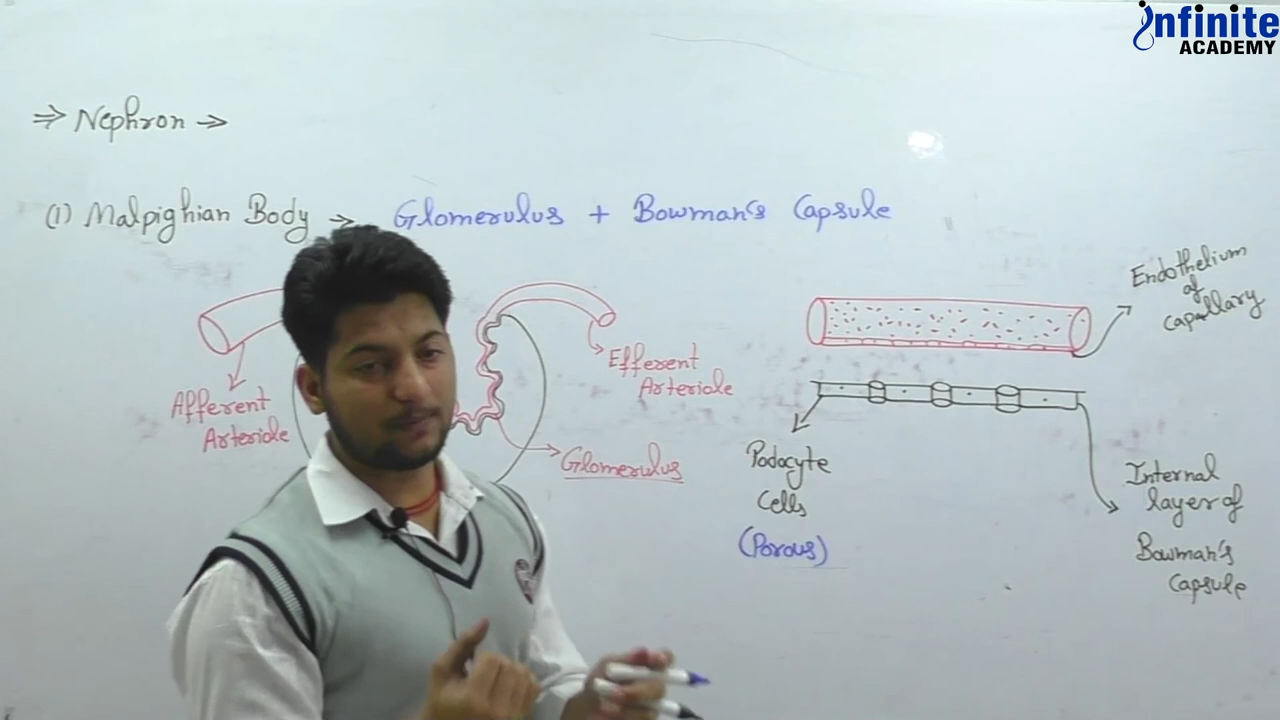 infinite
ACADEMY
⇒ Nephron →
(1) Malpighian Body → Glomerulus + Bowman's Capsule
Afferent
Arteriole
Efferent
Arteriole
Glomerulus
Endothelium
of
capallary
Podocyte
Cells
(Porous)
Internal
layer of
Bowman's
Capsule